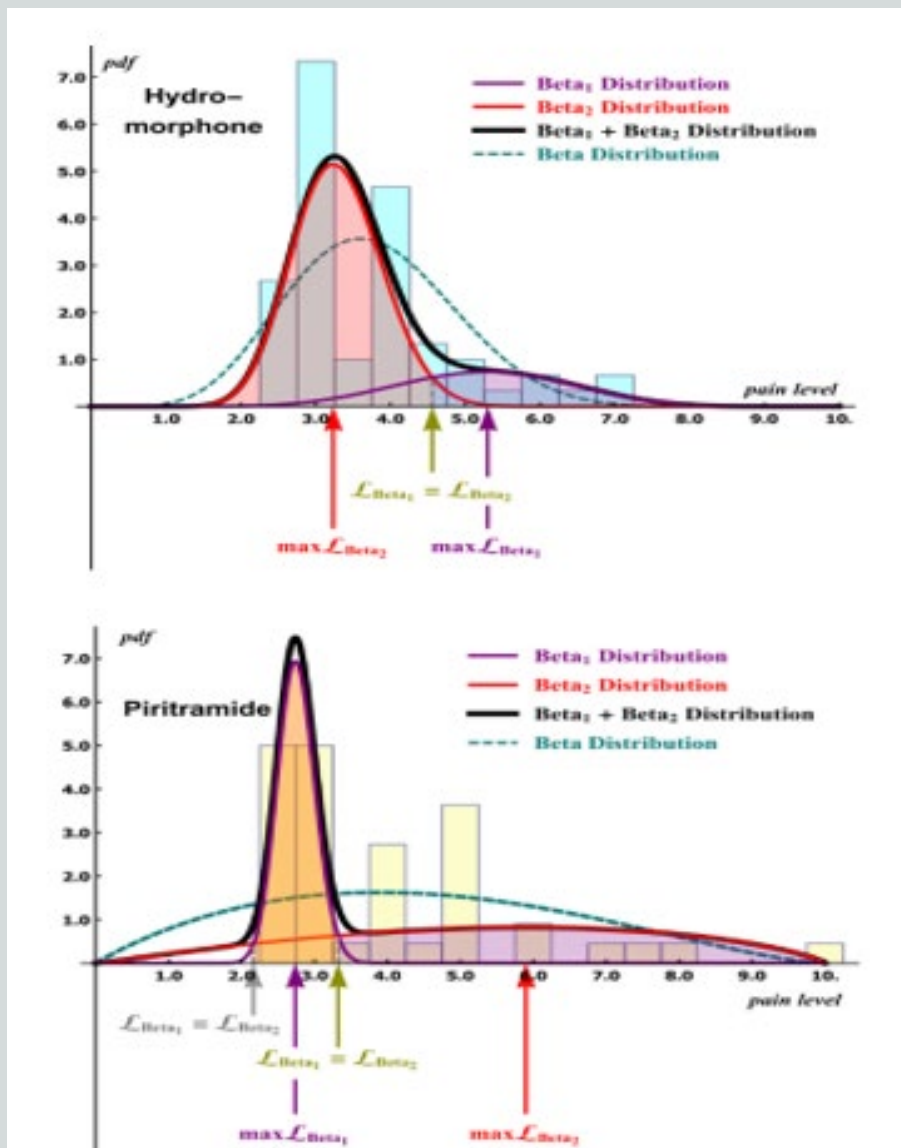 pdf
7.0
Hydro–
morphone
6.0
5.0
4.0
3.0
2.0
1.0
Beta₁ Distribution
Beta₂ Distribution
Beta₁ + Beta₂ Distribution
Beta Distribution
pain level
1.0 2.0 3.0 4.0 5.0 6.0 7.0 8.0 9.0 10.
ℒBeta₁ = ℒBeta₂
maxℒBeta₂ maxℒBeta₁
pdf
7.0
6.0
Piritramide
5.0
4.0
3.0
2.0
1.0
Beta₁ Distribution
Beta₂ Distribution
Beta₁ + Beta₂ Distribution
Beta Distribution
1.0 2.0 3.0 4.0 5.0 6.0 7.0 8.0 9.0 10.
pain level
ℒBeta₁ = ℒBeta₂
ℒBeta₁ = ℒBeta₂
maxℒBeta₁ maxℒBeta₂